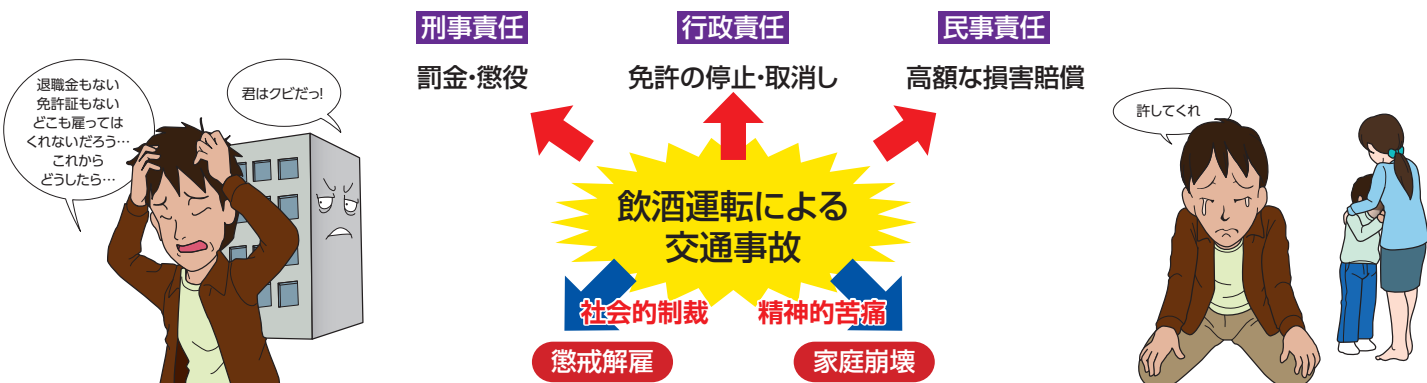 刑事責任
行政責任
民事責任
罰金・懲役
免許の停止・取消し
高額な損害賠償
退職金もない
免許証もない
どこも雇っては
くれないだろう…
これから
どうしたら…
君はクビだっ!
許してくれ
飲酒運転による
交通事故
社会的制裁
精神的苦痛
懲戒解雇
家庭崩壊